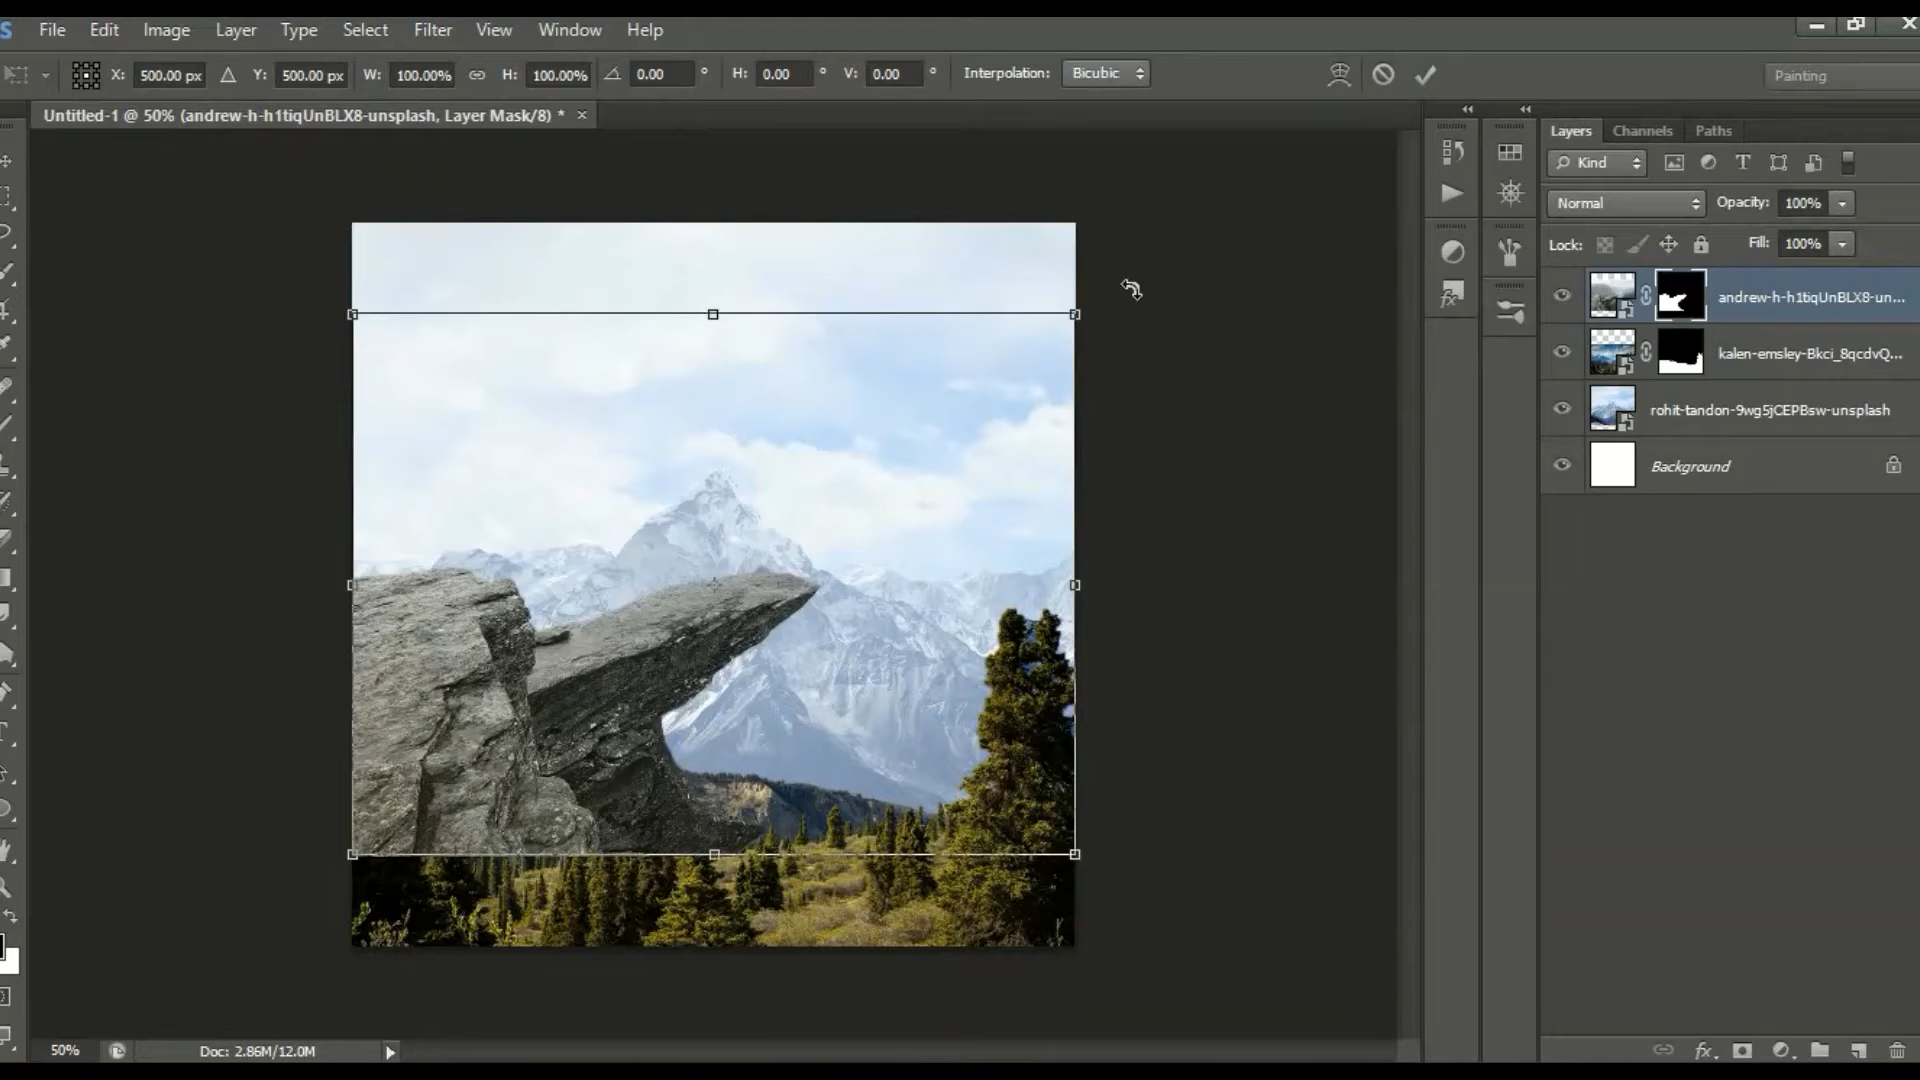 S File Edit Image Layer Type Select Filter View Window Help
X: 500.00 px Y: 500.00 px W: 100.00% H: 100.00% 0.00 ° H: 0.00 ° V: 0.00 ° Interpolation: Bicubic Painting
Untitled-1 @ 50% (andrew-h-h1tiqUnBLX8-unsplash, Layer Mask/8) * ×
Layers Channels Paths
Kind
Normal Opacity: 100%
Lock: Fill: 100%
andrew-h-h1tiqUnBLX8-un...
kalen-emsley-Bkci_8qcdvQ...
rohit-tandon-9wg5jCEPBsw-unsplash
Background
50% Doc: 2.86M/12.0M